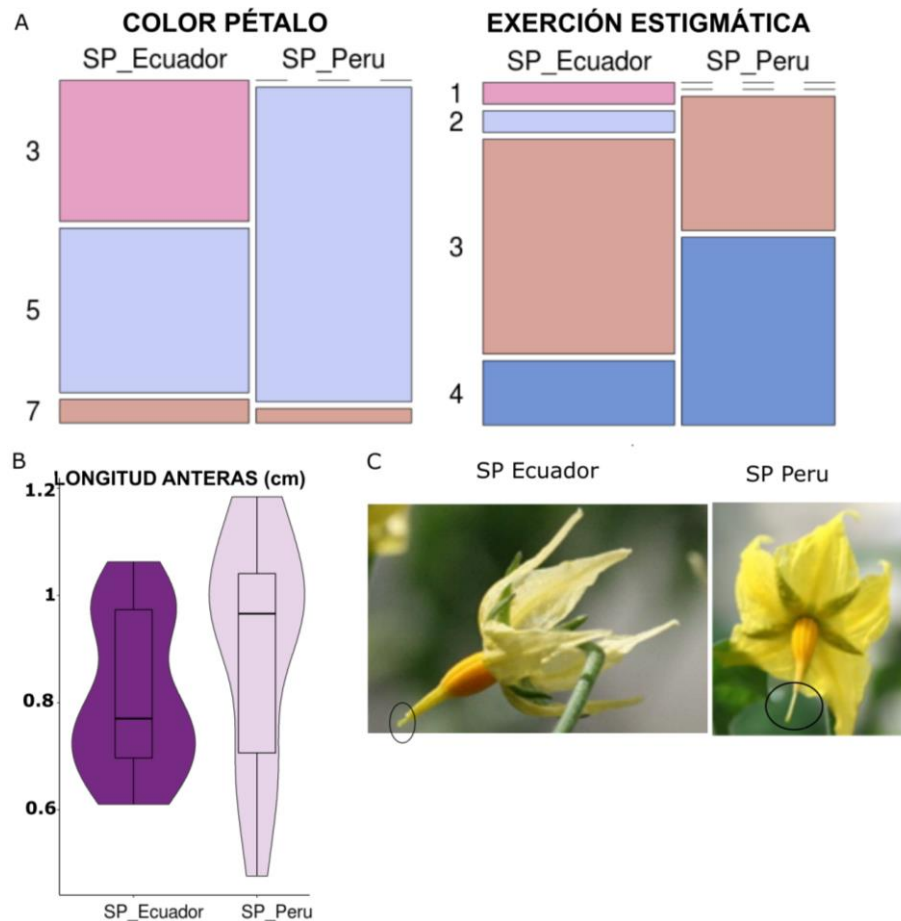 A
COLOR PÉTALO
SP_Ecuador SP_Peru
3
5
7
EXERCIÓN ESTIGMÁTICA
SP_Ecuador SP_Peru
1
2
3
4
B
LONGITUD ANTERAS (cm)
1.2
1
0.8
0.6
SP_Ecuador SP_Peru
C
SP Ecuador SP Peru